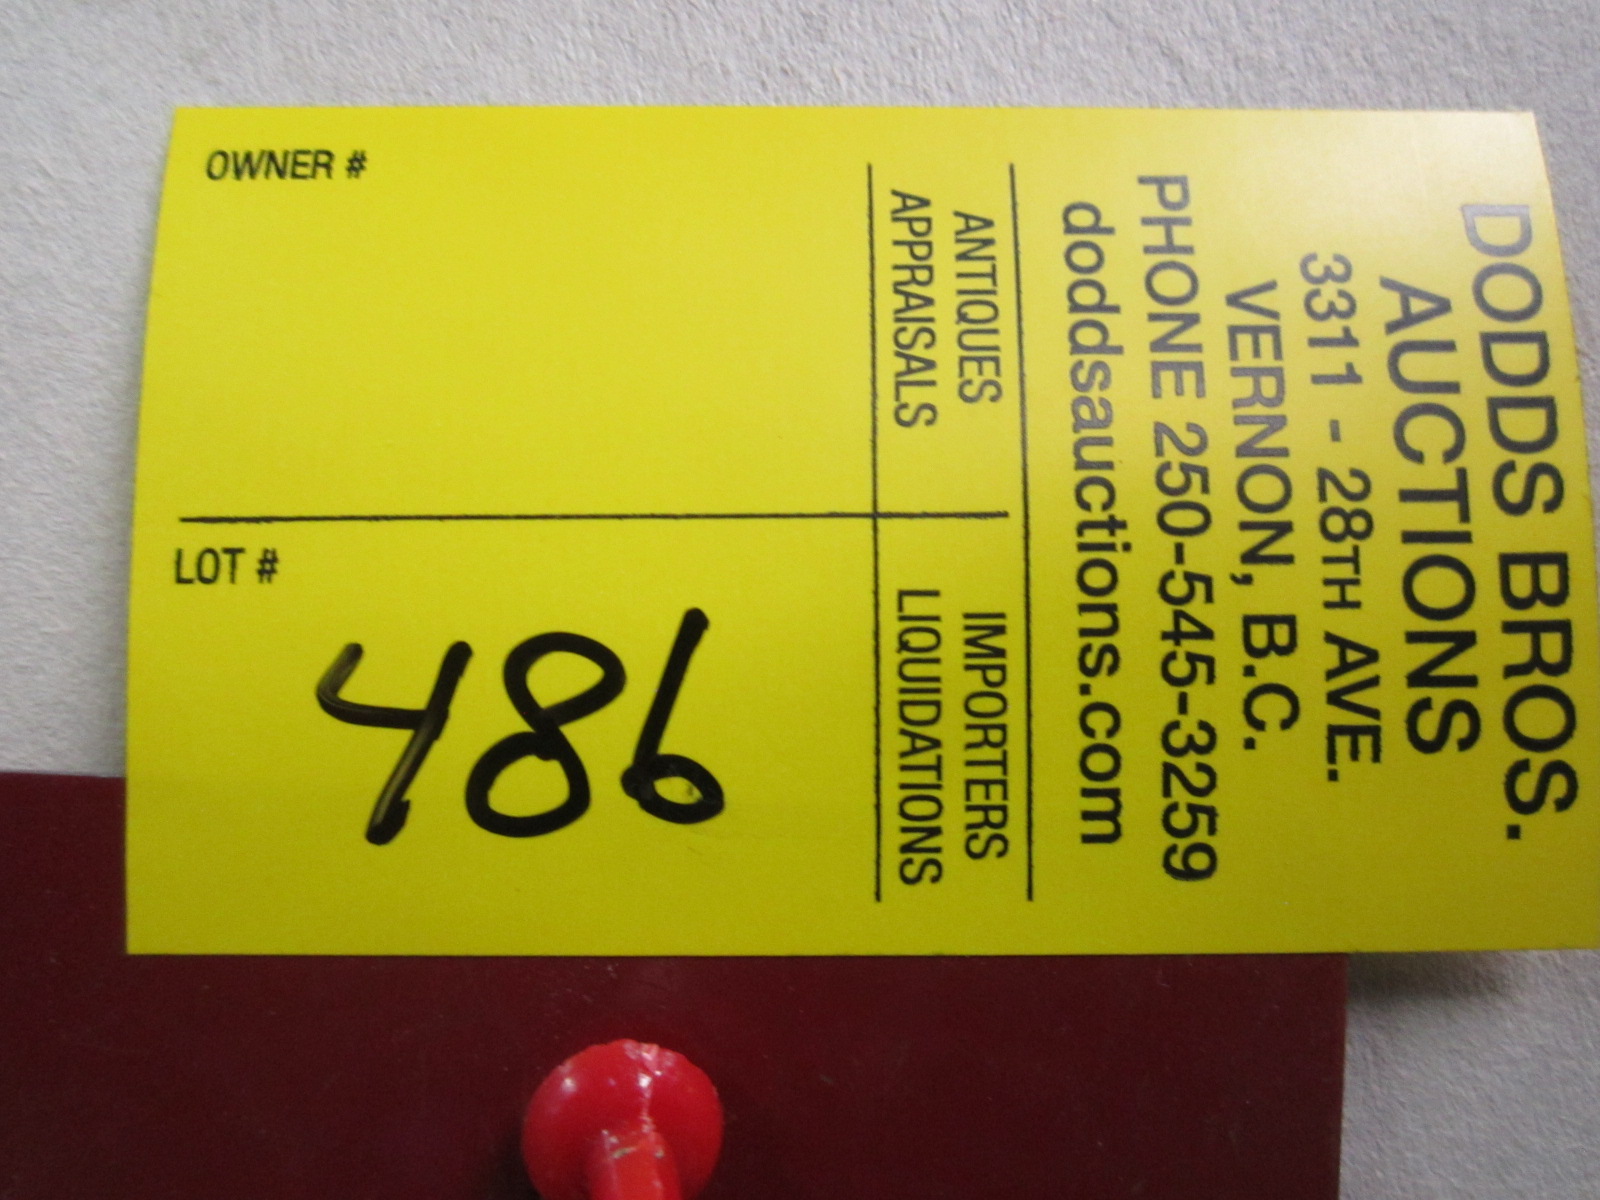 DODDS BROS.
AUCTIONS
3311 - 28TH AVE.
VERNON, B.C.
PHONE 250-545-3259
doddsauctions.com
ANTIQUES
APPRAISALS
IMPORTERS
LIQUIDATIONS
OWNER #
LOT #
486